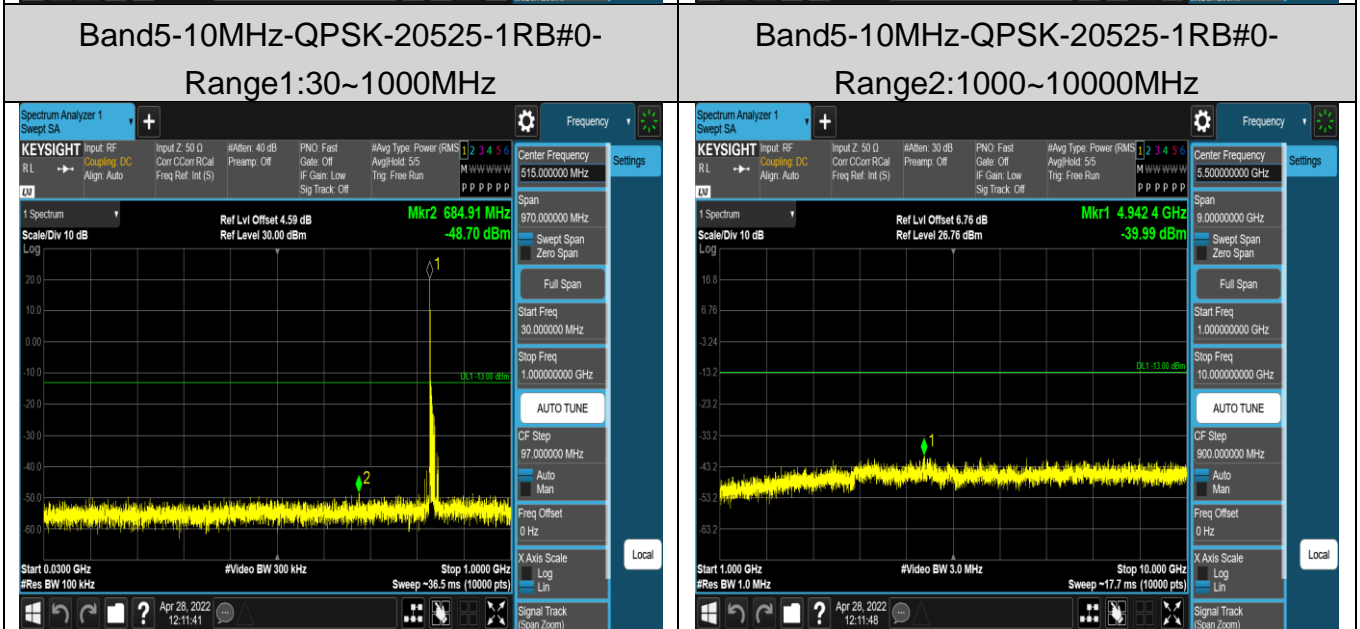 Band5-10MHz-QPSK-20525-1RB#0-
Range1:30~1000MHz
Spectrum Analyzer 1
Swept SA
+
Frequency
KEYSIGHT
R L
LXI
Input: RF
Coupling: DC
Align: Auto
Input Z: 50 Ω
Corr CCorr RCal
Freq Ref: Int (S)
#Atten: 40 dB
Preamp: Off
PNO: Fast
Gate: Off
IF Gain: Low
Sig Track: Off
#Avg Type: Power (RMS
Avg|Hold: 5/5
Trig: Free Run
1 2 3 4 5 6
M W W W W W
P P P P P P
Center Frequency
515.000000 MHz
Settings
1 Spectrum
Scale/Div 10 dB
Log
Ref Lvl Offset 4.59 dB
Ref Level 30.00 dBm
Mkr2 684.91 MHz
-48.70 dBm
Span
970.000000 MHz
Swept Span
Zero Span
Full Span
Start Freq
30.000000 MHz
Stop Freq
1.000000000 GHz
AUTO TUNE
CF Step
97.000000 MHz
Auto
Man
Freq Offset
0 Hz
X Axis Scale
Log
Lin
Local
Signal Track
(Span Zoom)
20.0
10.0
0.00
-10.0
-20.0
-30.0
-40.0
-50.0
-60.0
1
2
DL1 -13.00 dBm
Start 0.0300 GHz
#Res BW 100 kHz
#Video BW 300 kHz
Stop 1.0000 GHz
Sweep ~36.5 ms (10000 pts)
?
Apr 28, 2022
12:11:41
Band5-10MHz-QPSK-20525-1RB#0-
Range2:1000~10000MHz
Spectrum Analyzer 1
Swept SA
+
Frequency
KEYSIGHT
R L
LXI
Input: RF
Coupling: DC
Align: Auto
Input Z: 50 Ω
Corr CCorr RCal
Freq Ref: Int (S)
#Atten: 30 dB
Preamp: Off
PNO: Fast
Gate: Off
IF Gain: Low
Sig Track: Off
#Avg Type: Power (RMS
Avg|Hold: 5/5
Trig: Free Run
1 2 3 4 5 6
M W W W W W
P P P P P P
Center Frequency
5.500000000 GHz
Settings
1 Spectrum
Scale/Div 10 dB
Log
Ref Lvl Offset 6.76 dB
Ref Level 26.76 dBm
Mkr1 4.942 4 GHz
-39.99 dBm
Span
9.00000000 GHz
Swept Span
Zero Span
Full Span
Start Freq
1.000000000 GHz
Stop Freq
10.000000000 GHz
AUTO TUNE
CF Step
900.000000 MHz
Auto
Man
Freq Offset
0 Hz
X Axis Scale
Log
Lin
Local
Signal Track
(Span Zoom)
16.8
6.76
-3.24
-13.2
-23.2
-33.2
-43.2
-53.2
-63.2
1
DL1 -13.00 dBm
Start 1.000 GHz
#Res BW 1.0 MHz
#Video BW 3.0 MHz
Stop 10.000 GHz
Sweep ~17.7 ms (10000 pts)
?
Apr 28, 2022
12:11:48